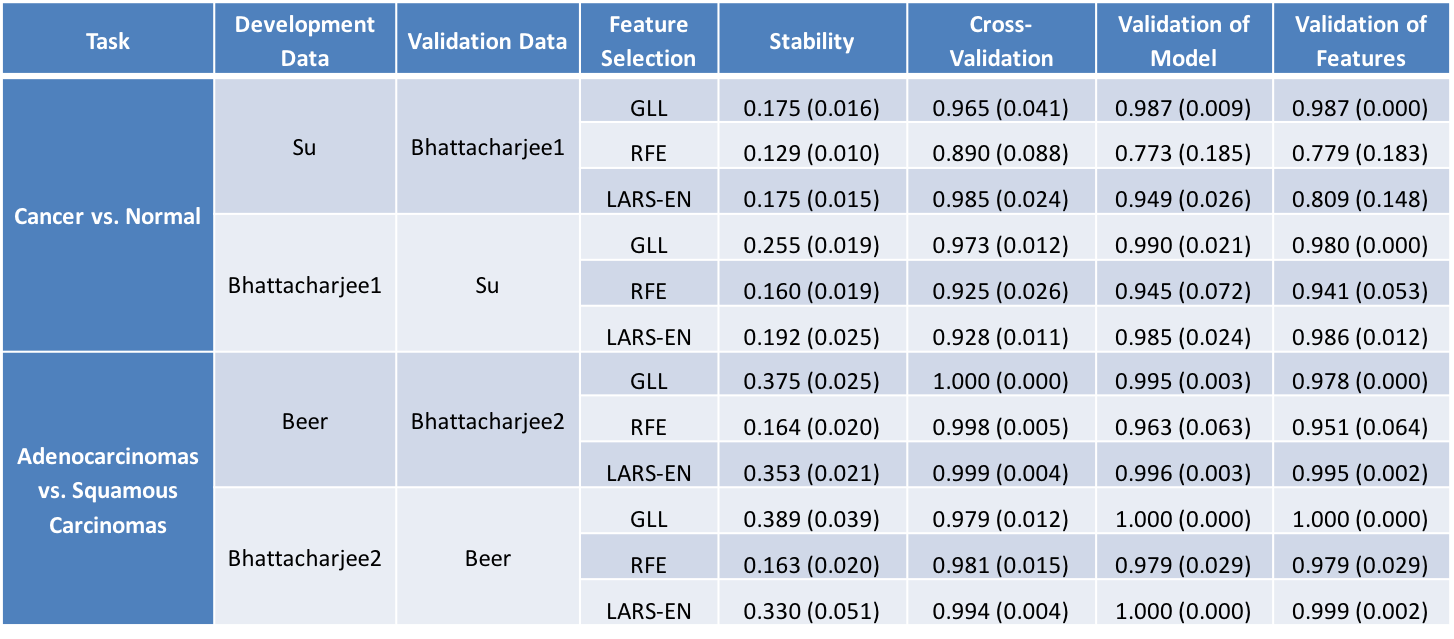 Task Development Data Validation Data Feature Selection Stability Cross-Validation Validation of Model Validation of Features
Cancer vs. Normal
Su Bhattacharjee1
GLL 0.175 (0.016) 0.965 (0.041) 0.987 (0.009) 0.987 (0.000)
RFE 0.129 (0.010) 0.890 (0.088) 0.773 (0.185) 0.779 (0.183)
LARS-EN 0.175 (0.015) 0.985 (0.024) 0.949 (0.026) 0.809 (0.148)
Bhattacharjee1 Su
GLL 0.255 (0.019) 0.973 (0.012) 0.990 (0.021) 0.980 (0.000)
RFE 0.160 (0.019) 0.925 (0.026) 0.945 (0.072) 0.941 (0.053)
LARS-EN 0.192 (0.025) 0.928 (0.011) 0.985 (0.024) 0.986 (0.012)
Adenocarcinomas
vs. Squamous
Carcinomas
Beer Bhattacharjee2
GLL 0.375 (0.025) 1.000 (0.000) 0.995 (0.003) 0.978 (0.000)
RFE 0.164 (0.020) 0.998 (0.005) 0.963 (0.063) 0.951 (0.064)
LARS-EN 0.353 (0.021) 0.999 (0.004) 0.996 (0.003) 0.995 (0.002)
Bhattacharjee2 Beer
GLL 0.389 (0.039) 0.979 (0.012) 1.000 (0.000) 1.000 (0.000)
RFE 0.163 (0.020) 0.981 (0.015) 0.979 (0.029) 0.979 (0.029)
LARS-EN 0.330 (0.051) 0.994 (0.004) 1.000 (0.000) 0.999 (0.002)